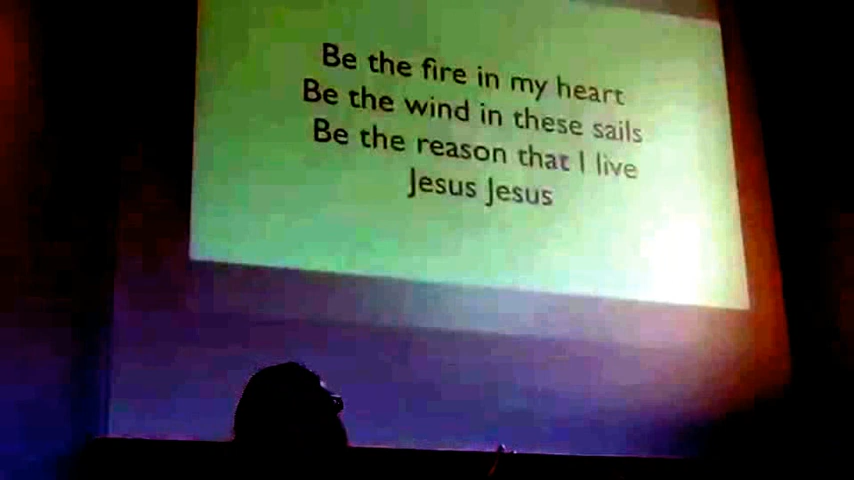 Be the fire in my heart
Be the wind in these sails
Be the reason that I live
Jesus Jesus